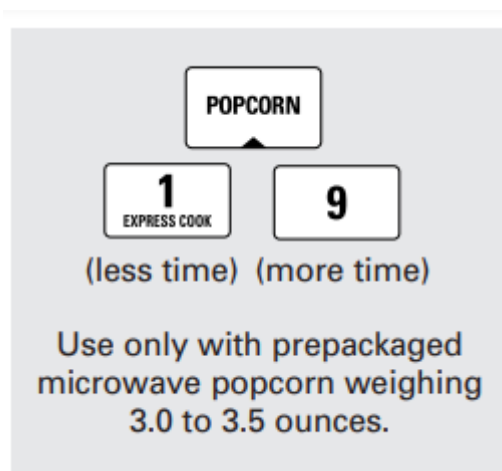 POPCORN
1 9
EXPRESS COOK
(less time) (more time)
Use only with prepackaged
microwave popcorn weighing
3.0 to 3.5 ounces.